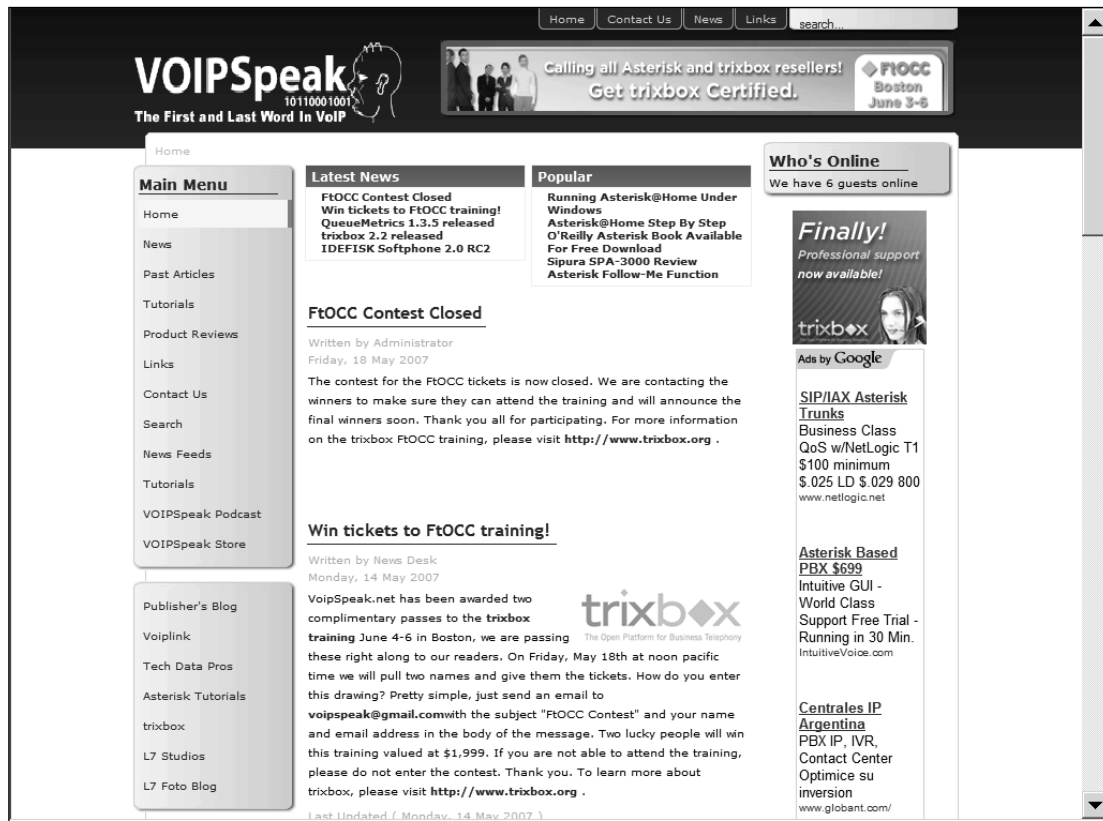 Home
Contact Us
News
Links
search...
VOIPSpeak
10110001001
The First and Last Word In VoIP
Calling all Asterisk and trixbox resellers!
Get trixbox Certified.
FtOCC
Boston
June 3-6
Home
Main Menu
Home
News
Past Articles
Tutorials
Product Reviews
Links
Contact Us
Search
News Feeds
Tutorials
VOIPSpeak Podcast
VOIPSpeak Store
Publisher's Blog
Voiplink
Tech Data Pros
Asterisk Tutorials
trixbox
L7 Studios
L7 Foto Blog
Latest News
FtOCC Contest Closed
Win tickets to FtOCC training!
QueueMetrics 1.3.5 released
trixbox 2.2 released
IDEFISK Softphone 2.0 RC2
Popular
Running Asterisk@Home Under
Windows
Asterisk@Home Step By Step
O'Reilly Asterisk Book Available
For Free Download
Sipura SPA-3000 Review
Asterisk Follow-Me Function
FtOCC Contest Closed
Written by Administrator
Friday, 18 May 2007
The contest for the FtOCC tickets is now closed. We are contacting the
winners to make sure they can attend the training and will announce the
final winners soon. Thank you all for participating. For more information
on the trixbox FtOCC training, please visit http://www.trixbox.org .
Win tickets to FtOCC training!
Written by News Desk
Monday, 14 May 2007
VoipSpeak.net has been awarded two
complimentary passes to the trixbox
training June 4-6 in Boston, we are passing
these right along to our readers. On Friday, May 18th at noon pacific
time we will pull two names and give them the tickets. How do you enter
this drawing? Pretty simple, just send an email to
voipspeak@gmail.comwith the subject "FtOCC Contest" and your name
and email address in the body of the message. Two lucky people will win
this training valued at $1,999. If you are not able to attend the training,
please do not enter the contest. Thank you. To learn more about
trixbox, please visit http://www.trixbox.org .
Last Updated ( Monday, 14 May 2007 )
trixbox
The Open Platform for Business Telephony
Who's Online
We have 6 guests online
Finally!
Professional support
now available!
trixbox
Ads by Google
SIP/IAX Asterisk
Trunks
Business Class
QoS w/NetLogic T1
$100 minimum
$.025 LD $.029 800
www.netlogic.net
Asterisk Based
PBX $699
Intuitive GUI -
World Class
Support Free Trial -
Running in 30 Min.
IntuitiveVoice.com
Centrales IP
Argentina
PBX IP, IVR,
Contact Center
Optimice su
inversion
www.globant.com/